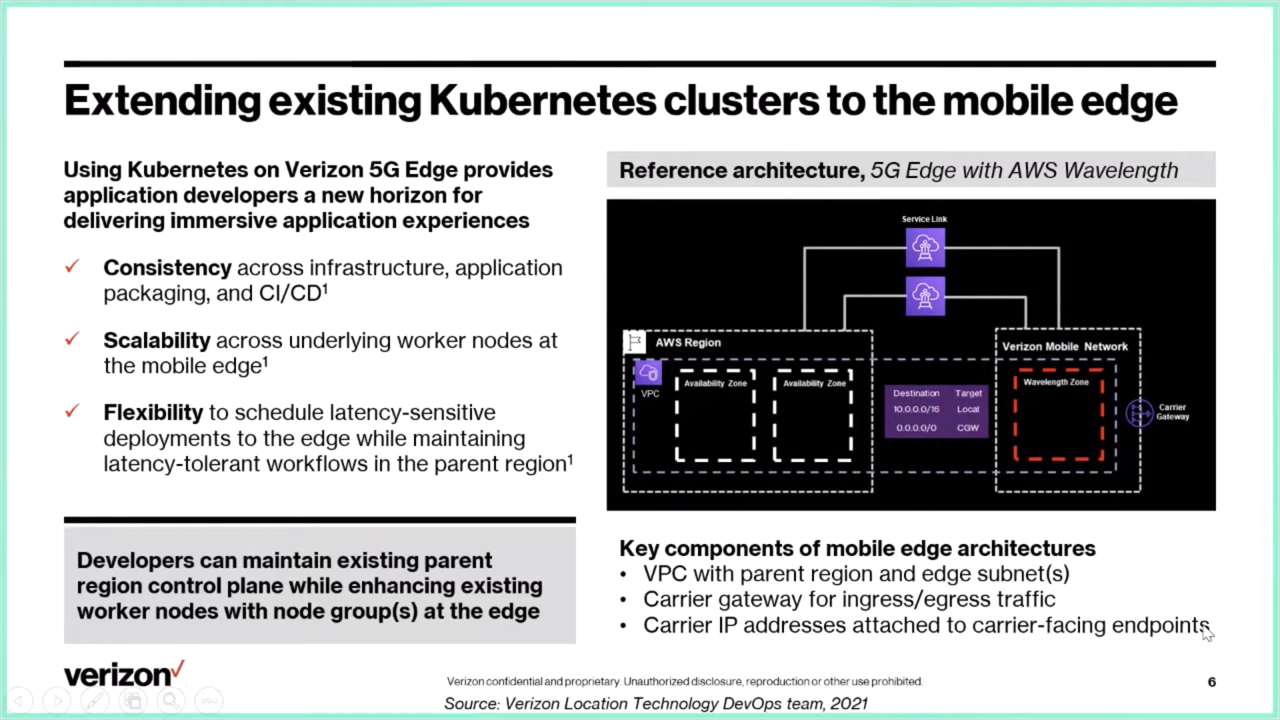 Extending existing Kubernetes clusters to the mobile edge
Using Kubernetes on Verizon 5G Edge provides
application developers a new horizon for
delivering immersive application experiences
✓ Consistency across infrastructure, application
packaging, and CI/CD¹
✓ Scalability across underlying worker nodes at
the mobile edge¹
✓ Flexibility to schedule latency-sensitive
deployments to the edge while maintaining
latency-tolerant workflows in the parent region¹
Developers can maintain existing parent
region control plane while enhancing existing
worker nodes with node group(s) at the edge
Reference architecture, 5G Edge with AWS Wavelength
Service Link
AWS Region
Verizon Mobile Network
VPC
Availability Zone
Availability Zone
Destination Target
10.0.0.0/16 Local
0.0.0.0/0 CGW
Wavelength Zone
Carrier
Gateway
Key components of mobile edge architectures
• VPC with parent region and edge subnet(s)
• Carrier gateway for ingress/egress traffic
• Carrier IP addresses attached to carrier-facing endpoints
verizon✓
Verizon confidential and proprietary. Unauthorized disclosure, reproduction or other use prohibited.
6
Source: Verizon Location Technology DevOps team, 2021